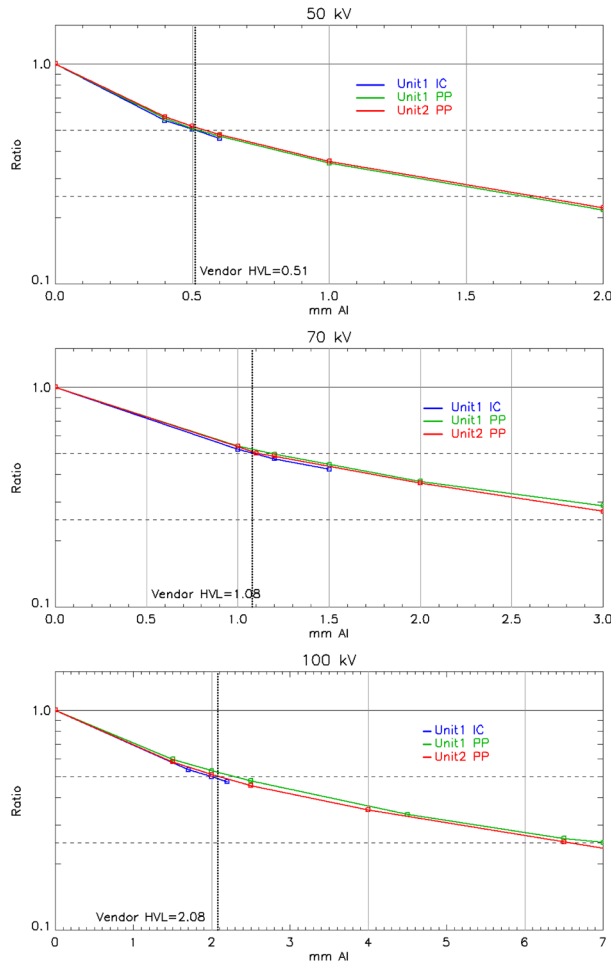 50 kV
1.0
Unit1 IC
Unit1 PP
Unit2 PP
Ratio
Vendor HVL=0.51
0.1
0.0 0.5 1.0 1.5 2.0
mm Al
70 kV
1.0
Unit1 IC
Unit1 PP
Unit2 PP
Ratio
Vendor HVL=1.08
0.1
0.0 0.5 1.0 1.5 2.0 2.5 3.0
mm Al
100 kV
1.0
Unit1 IC
Unit1 PP
Unit2 PP
Ratio
Vendor HVL=2.08
0.1
0 1 2 3 4 5 6 7
mm Al